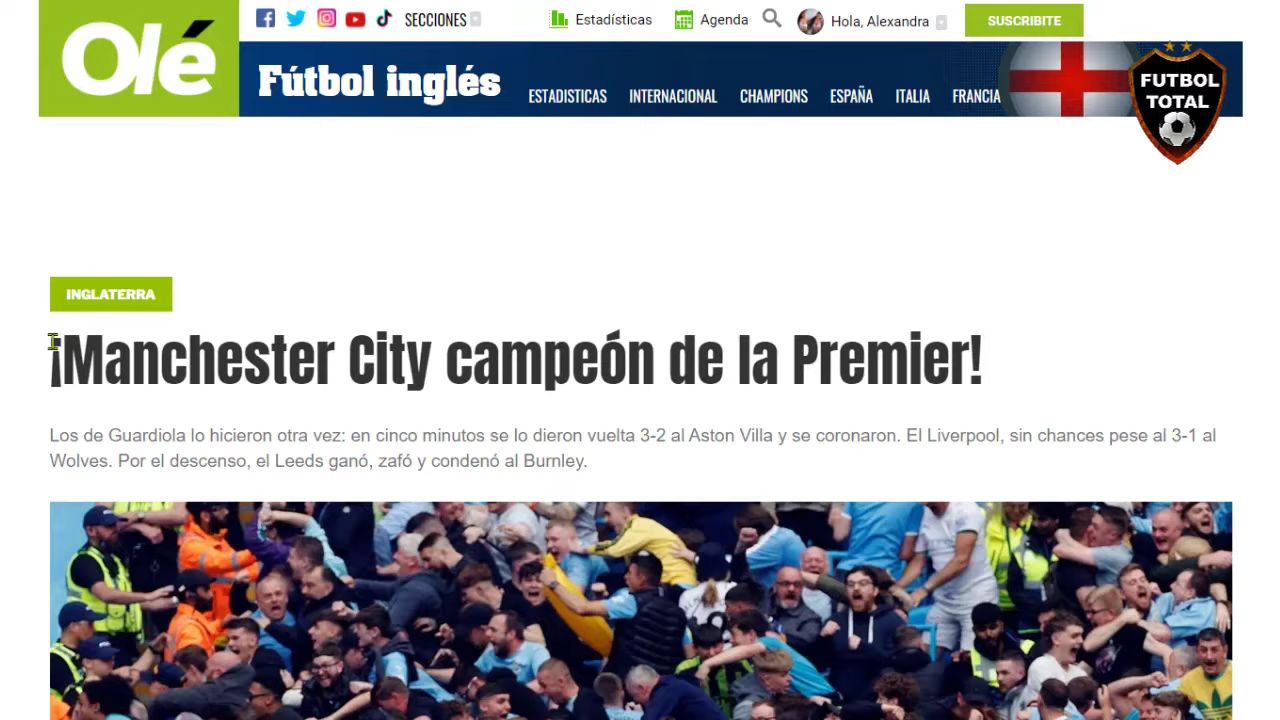 Olé
SECCIONES
Estadísticas
Agenda
Hola, Alexandra
SUSCRIBITE
Fútbol inglés
ESTADISTICAS
INTERNACIONAL
CHAMPIONS
ESPAÑA
ITALIA
FRANCIA
FUTBOL
TOTAL
INGLATERRA
¡Manchester City campeón de la Premier!
Los de Guardiola lo hicieron otra vez: en cinco minutos se lo dieron vuelta 3-2 al Aston Villa y se coronaron. El Liverpool, sin chances pese al 3-1 al
Wolves. Por el descenso, el Leeds ganó, zafó y condenó al Burnley.